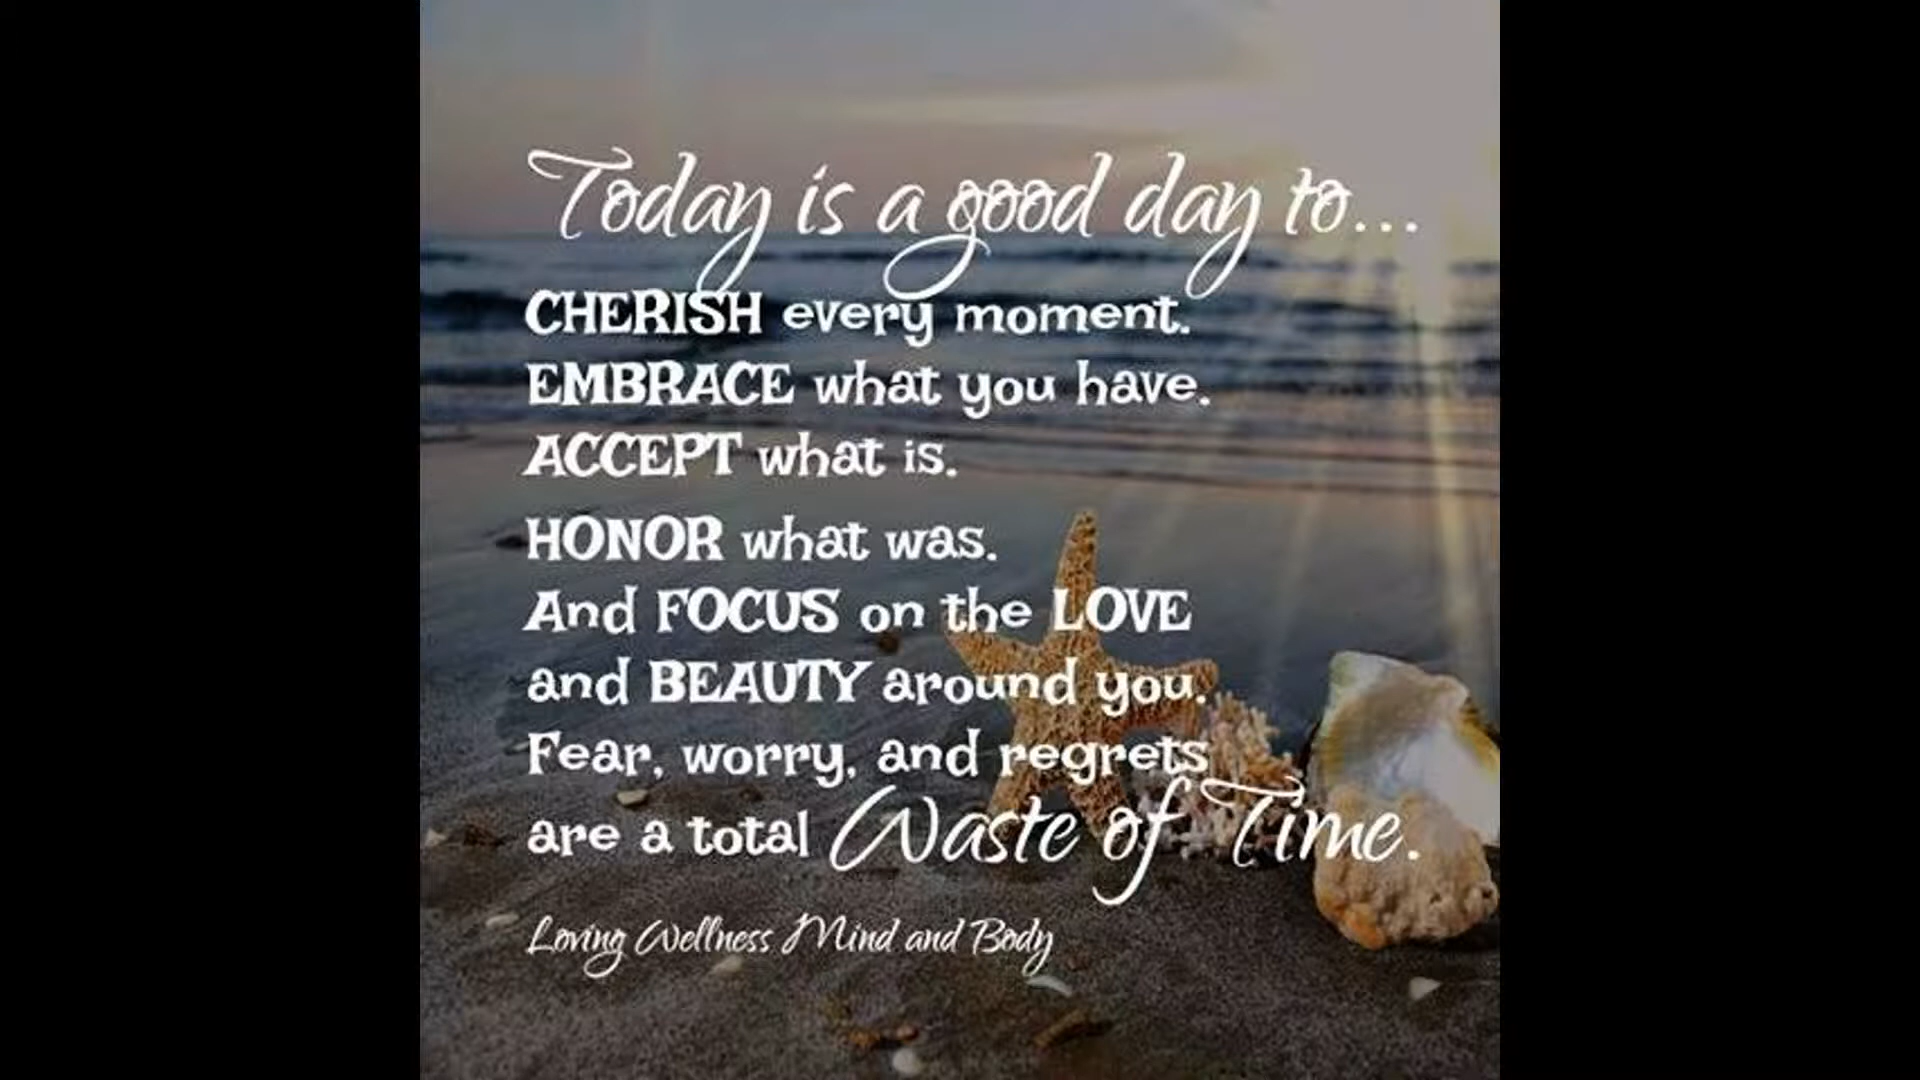 Today is a good day to...
CHERISH every moment.
EMBRACE what you have.
ACCEPT what is.
HONOR what was.
And FOCUS on the LOVE
and BEAUTY around you.
Fear, worry, and regrets
are a total Waste of Time.
Loving Wellness Mind and Body